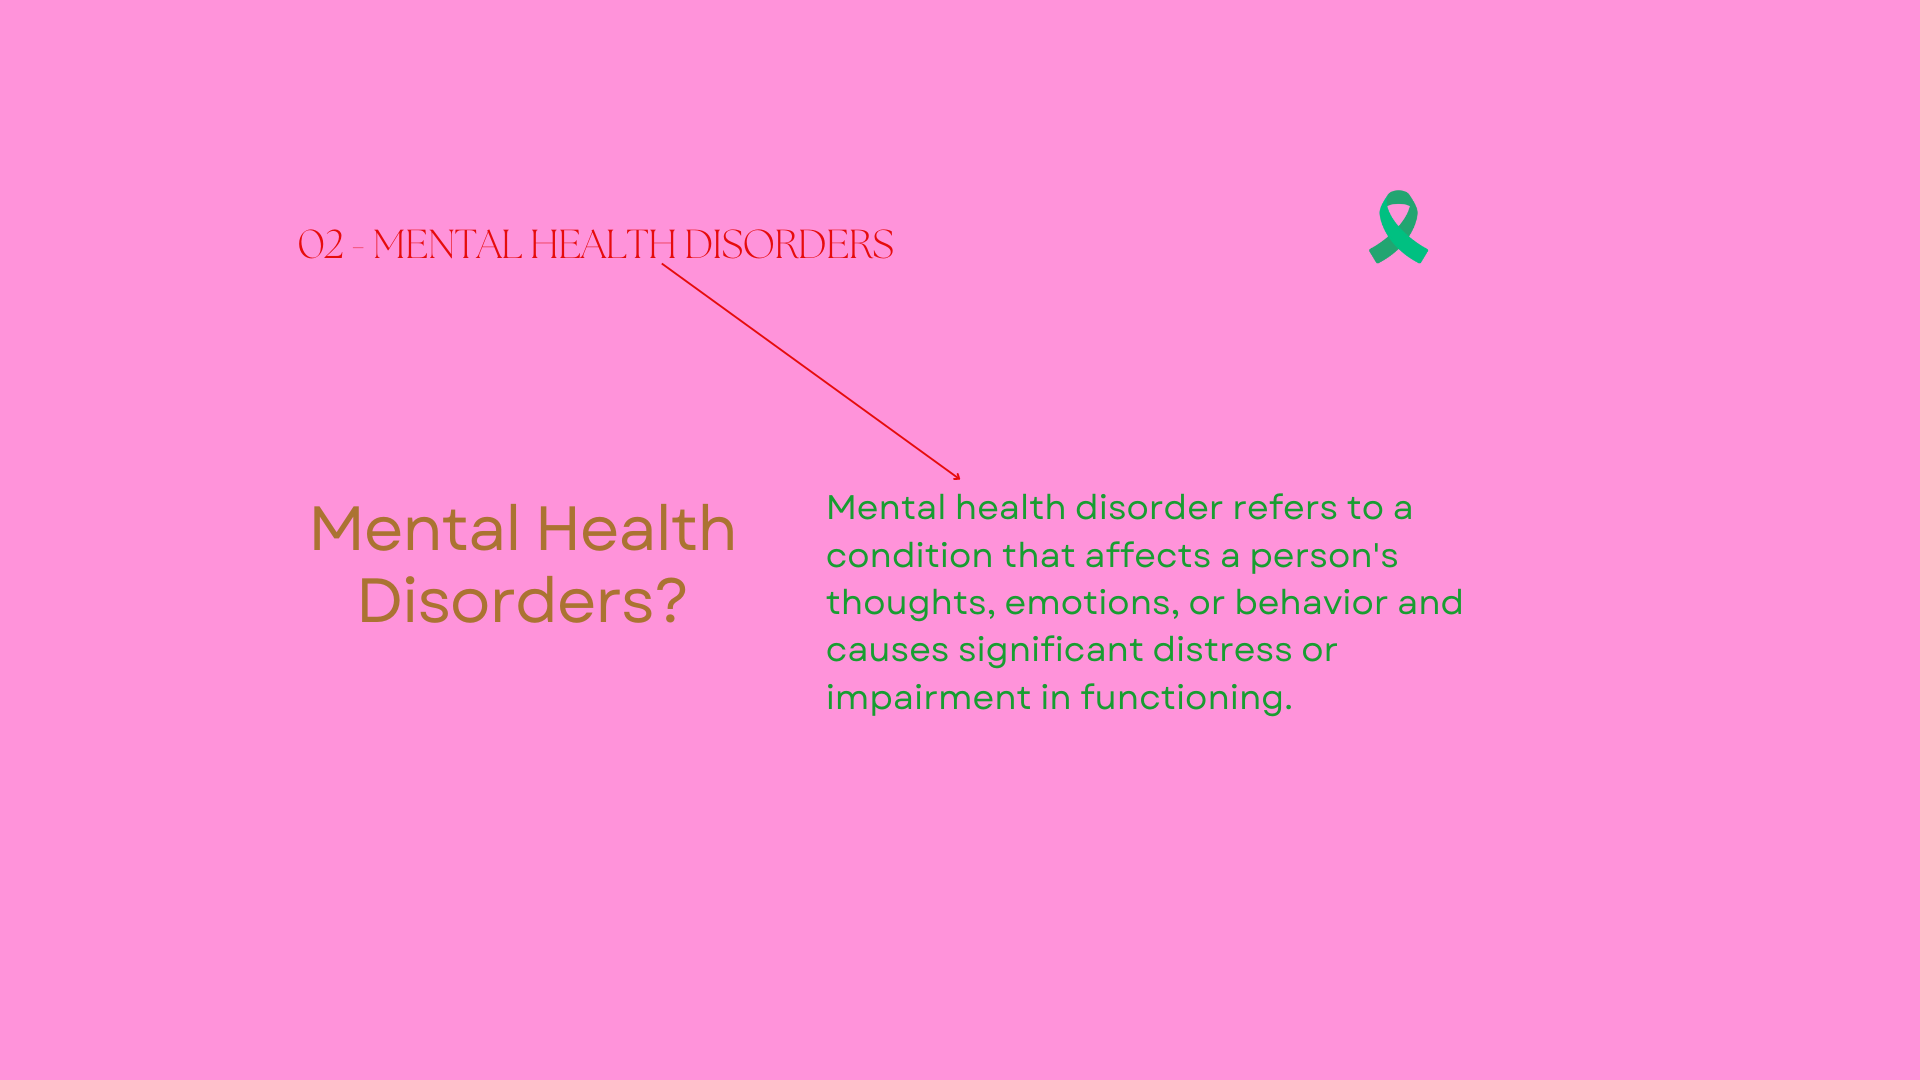 02 - MENTAL HEALTH DISORDERS
Mental Health
Disorders?
Mental health disorder refers to a
condition that affects a person's
thoughts, emotions, or behavior and
causes significant distress or
impairment in functioning.